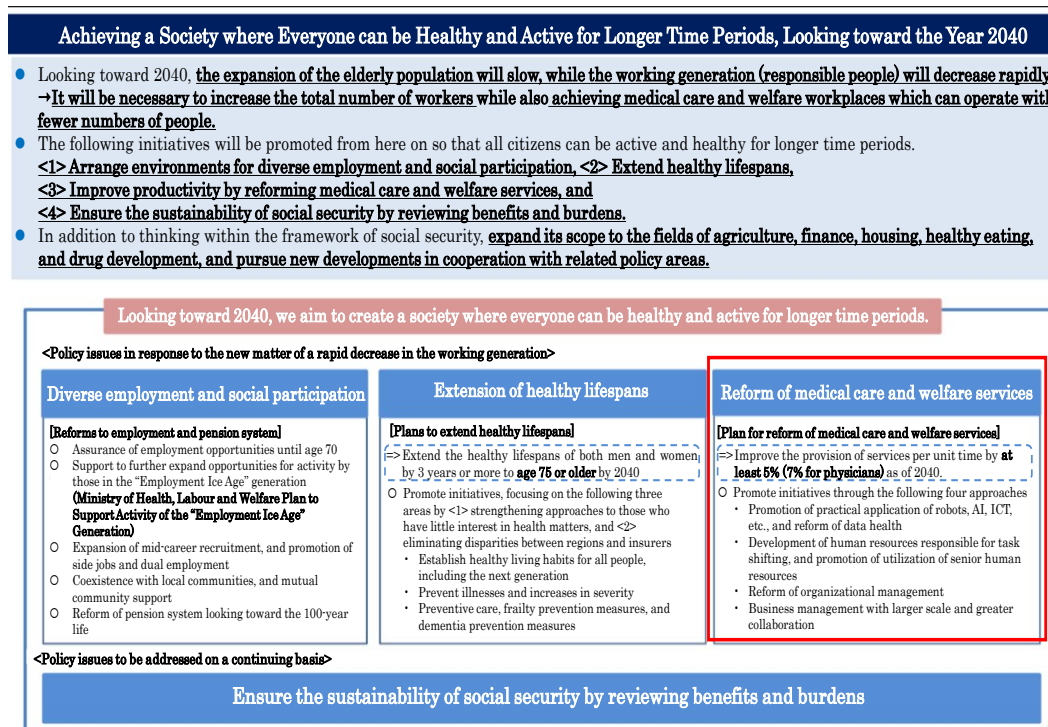 Achieving a Society where Everyone can be Healthy and Active for Longer Time Periods, Looking toward the Year 2040
● Looking toward 2040, the expansion of the elderly population will slow, while the working generation (responsible people) will decrease rapidly
→It will be necessary to increase the total number of workers while also achieving medical care and welfare workplaces which can operate with
fewer numbers of people.
● The following initiatives will be promoted from here on so that all citizens can be active and healthy for longer time periods.
<1> Arrange environments for diverse employment and social participation, <2> Extend healthy lifespans,
<3> Improve productivity by reforming medical care and welfare services, and
<4> Ensure the sustainability of social security by reviewing benefits and burdens.
● In addition to thinking within the framework of social security, expand its scope to the fields of agriculture, finance, housing, healthy eating,
and drug development, and pursue new developments in cooperation with related policy areas.
Looking toward 2040, we aim to create a society where everyone can be healthy and active for longer time periods.
<Policy issues in response to the new matter of a rapid decrease in the working generation>
Diverse employment and social participation
[Reforms to employment and pension system]
○ Assurance of employment opportunities until age 70
○ Support to further expand opportunities for activity by
those in the "Employment Ice Age" generation
(Ministry of Health, Labour and Welfare Plan to
Support Activity of the "Employment Ice Age"
Generation)
○ Expansion of mid-career recruitment, and promotion of
side jobs and dual employment
○ Coexistence with local communities, and mutual
community support
○ Reform of pension system looking toward the 100-year
life
Extension of healthy lifespans
[Plans to extend healthy lifespans]
=>Extend the healthy lifespans of both men and women
by 3 years or more to age 75 or older by 2040
○ Promote initiatives, focusing on the following three
areas by <1> strengthening approaches to those who
have little interest in health matters, and <2>
eliminating disparities between regions and insurers
• Establish healthy living habits for all people,
including the next generation
• Prevent illnesses and increases in severity
• Preventive care, frailty prevention measures, and
dementia prevention measures
Reform of medical care and welfare services
[Plan for reform of medical care and welfare services]
=>Improve the provision of services per unit time by at
least 5% (7% for physicians) as of 2040.
○ Promote initiatives through the following four approaches
• Promotion of practical application of robots, AI, ICT,
etc., and reform of data health
• Development of human resources responsible for task
shifting, and promotion of utilization of senior human
resources
• Reform of organizational management
• Business management with larger scale and greater
collaboration
<Policy issues to be addressed on a continuing basis>
Ensure the sustainability of social security by reviewing benefits and burdens